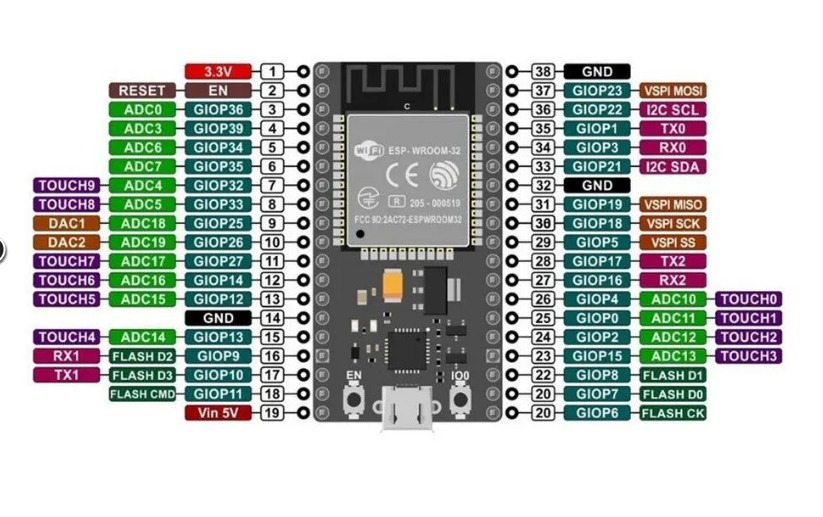 3.3V 1 38 GND
RESET EN 2 37 GIOP23 VSPI MOSI
ADC0 GIOP36 3 36 GIOP22 I2C SCL
ADC3 GIOP39 4 35 GIOP1 TX0
ADC6 GIOP34 5 34 GIOP3 RX0
ADC7 GIOP35 6 33 GIOP21 I2C SDA
TOUCH9 ADC4 GIOP32 7 32 GND
TOUCH8 ADC5 GIOP33 8 31 GIOP19 VSPI MISO
DAC1 ADC18 GIOP25 9 30 GIOP18 VSPI SCK
DAC2 ADC19 GIOP26 10 29 GIOP5 VSPI SS
TOUCH7 ADC17 GIOP27 11 28 GIOP17 TX2
TOUCH6 ADC16 GIOP14 12 27 GIOP16 RX2
TOUCH5 ADC15 GIOP12 13 26 GIOP4 ADC10 TOUCH0
GND 14 25 GIOP0 ADC11 TOUCH1
TOUCH4 ADC14 GIOP13 15 24 GIOP2 ADC12 TOUCH2
RX1 FLASH D2 GIOP9 16 23 GIOP15 ADC13 TOUCH3
TX1 FLASH D3 GIOP10 17 22 GIOP8 FLASH D1
FLASH CMD GIOP11 18 20 GIOP7 FLASH D0
Vin 5V 19 20 GIOP6 FLASH CK
C
WiFi ESP-WROOM-32
CE
R 205-000519
FCC 9D:2AC72-ESPWROOM32
EN IO0